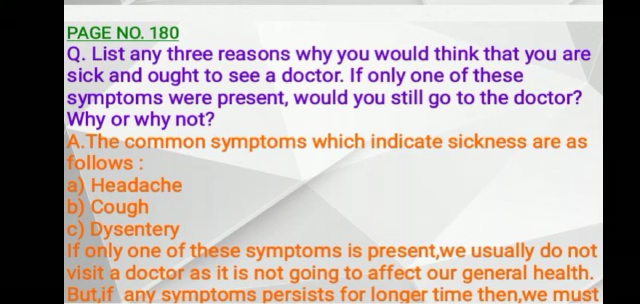 PAGE NO. 180
Q. List any three reasons why you would think that you are
sick and ought to see a doctor. If only one of these
symptoms were present, would you still go to the doctor?
Why or why not?
A.The common symptoms which indicate sickness are as
follows :
a) Headache
b) Cough
c) Dysentery
If only one of these symptoms is present,we usually do not
visit a doctor as it is not going to affect our general health.
But,if any symptoms persists for longer time then,we must